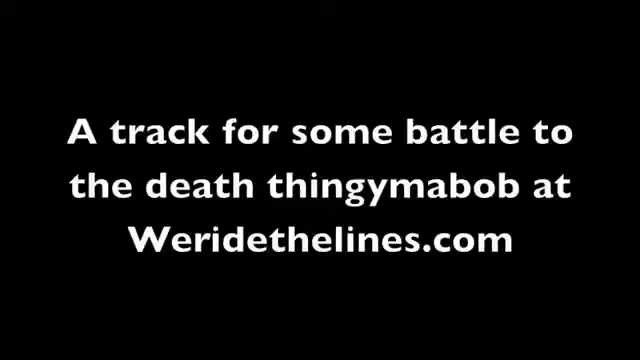 A track for some battle to
the death thingymabob at
Weridethelines.com